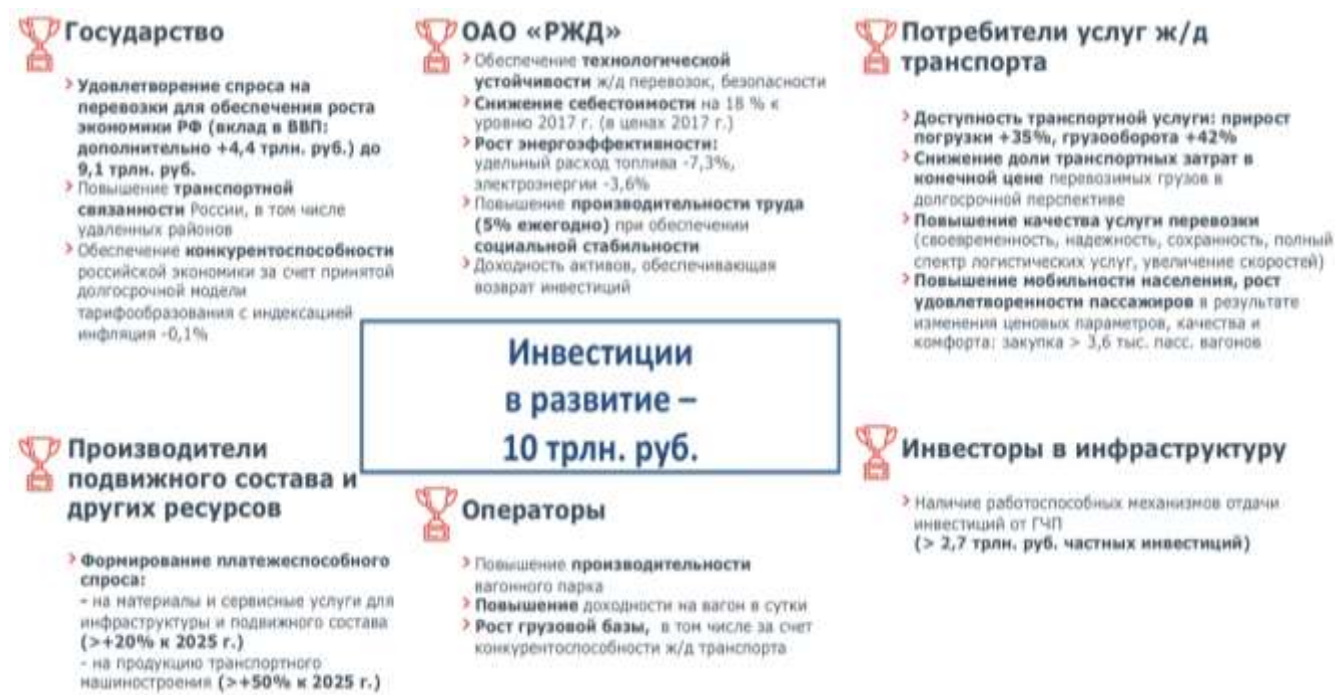 Государство
Удовлетворение спроса на
перевозки для обеспечения роста
экономики РФ (вклад в ВВП:
дополнительно +4,4 трлн. руб.) до
9,1 трлн. руб.
Повышение транспортной
связанности России, в том числе
удаленных районов
Обеспечение конкурентоспособности
российской экономики за счет принятой
долгосрочной модели
тарифообразования с индексацией
инфляция -0,1%
ОАО «РЖД»
Обеспечение технологической
устойчивости ж/д перевозок, безопасности
Снижение себестоимости на 18 % к
уровню 2017 г. (в ценах 2017 г.)
Рост энергоэффективности:
удельный расход топлива -7,3%,
электроэнергии -3,6%
Повышение производительности труда
(5% ежегодно) при обеспечении
социальной стабильности
Доходность активов, обеспечивающая
возврат инвестиций
Потребители услуг ж/д
транспорта
Доступность транспортной услуги: прирост
погрузки +35%, грузооборота +42%
Снижение доли транспортных затрат в
конечной цене перевозимых грузов в
долгосрочной перспективе
Повышение качества услуги перевозки
(своевременность, надежность, сохранность, полный
спектр логистических услуг, увеличение скоростей)
Повышение мобильности населения, рост
удовлетворенности пассажиров в результате
изменения ценовых параметров, качества и
комфорта: закупка > 3,6 тыс. пасс. вагонов
Инвестиции
в развитие –
10 трлн. руб.
Производители
подвижного состава и
других ресурсов
Формирование платежеспособного
спроса:
- на материалы и сервисные услуги для
инфраструктуры и подвижного состава
(>+20% к 2025 г.)
- на продукцию транспортного
машиностроения (>+50% к 2025 г.)
Операторы
Повышение производительности
вагонного парка
Повышение доходности на вагон в сутки
Рост грузовой базы, в том числе за счет
конкурентоспособности ж/д транспорта
Инвесторы в инфраструктуру
Наличие работоспособных механизмов отдачи
инвестиций от ГЧП
(> 2,7 трлн. руб. частных инвестиций)